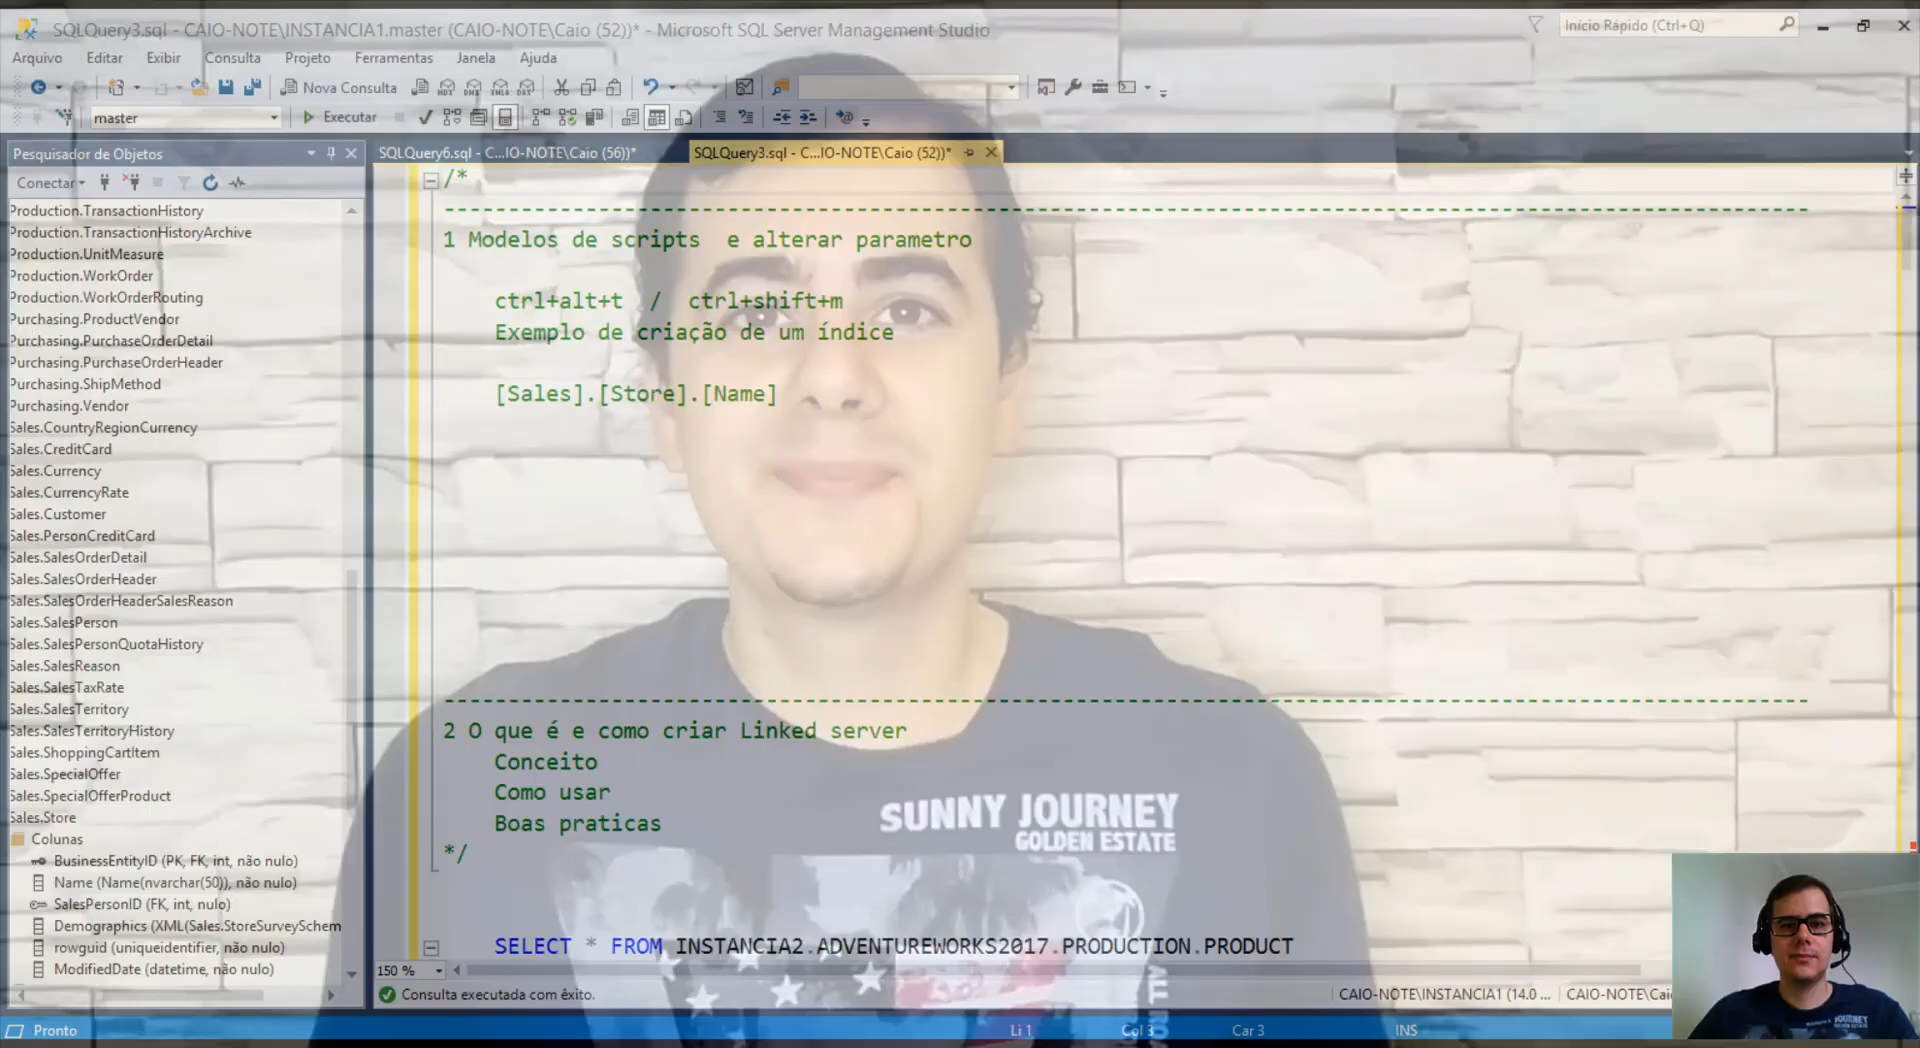 SQLQuery3.sql - CAIO-NOTE\INSTANCIA1.master (CAIO-NOTE\Caio (52))* - Microsoft SQL Server Management Studio
Início Rápido (Ctrl+Q)
Arquivo Editar Exibir Consulta Projeto Ferramentas Janela Ajuda
Nova Consulta
master
Executar
Pesquisador de Objetos
SQLQuery6.sql - C...IO-NOTE\Caio (56))*
SQLQuery3.sql - C...IO-NOTE\Caio (52))*
Conectar
Production.TransactionHistory
Production.TransactionHistoryArchive
Production.UnitMeasure
Production.WorkOrder
Production.WorkOrderRouting
Purchasing.ProductVendor
Purchasing.PurchaseOrderDetail
Purchasing.PurchaseOrderHeader
Purchasing.ShipMethod
Purchasing.Vendor
Sales.CountryRegionCurrency
Sales.CreditCard
Sales.Currency
Sales.CurrencyRate
Sales.Customer
Sales.PersonCreditCard
Sales.SalesOrderDetail
Sales.SalesOrderHeader
Sales.SalesOrderHeaderSalesReason
Sales.SalesPerson
Sales.SalesPersonQuotaHistory
Sales.SalesReason
Sales.SalesTaxRate
Sales.SalesTerritory
Sales.SalesTerritoryHistory
Sales.ShoppingCartItem
Sales.SpecialOffer
Sales.SpecialOfferProduct
Sales.Store
Colunas
BusinessEntityID (PK, FK, int, não nulo)
Name (Name(nvarchar(50)), não nulo)
SalesPersonID (FK, int, nulo)
Demographics (XML(Sales.StoreSurveySchem
rowguid (uniqueidentifier, não nulo)
ModifiedDate (datetime, não nulo)
/*
1 Modelos de scripts e alterar parametro
ctrl+alt+t / ctrl+shift+m
Exemplo de criação de um índice
[Sales].[Store].[Name]
2 O que é e como criar Linked server
Conceito
Como usar
Boas praticas
*/
SELECT * FROM INSTANCIA2.ADVENTUREWORKS2017.PRODUCTION.PRODUCT
SUNNY JOURNEY
GOLDEN ESTATE
150 %
Consulta executada com êxito.
CAIO-NOTE\INSTANCIA1 (14.0 ...
CAIO-NOTE\Cai
Pronto
Li 1
Col 3
Car 3
INS